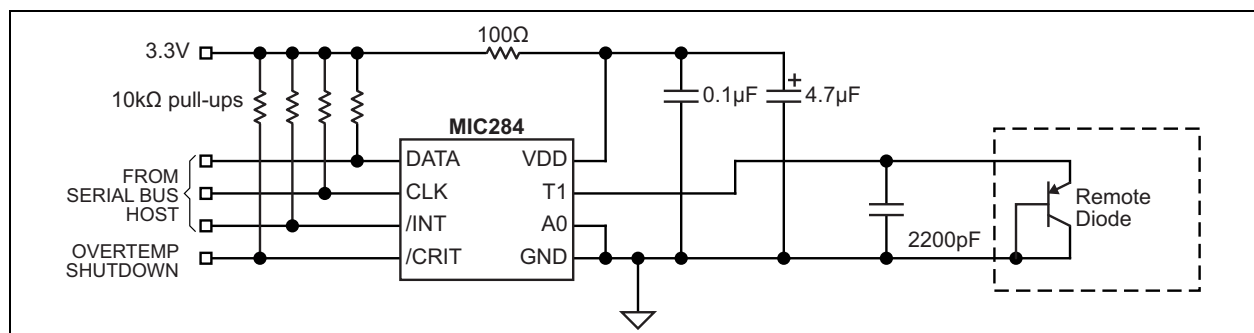 3.3V
100Ω
10kΩ pull-ups
0.1µF
4.7µF
+
MIC284
DATA
VDD
FROM
SERIAL BUS
HOST
CLK
T1
/INT
A0
OVERTEMP
SHUTDOWN
/CRIT
GND
2200pF
Remote
Diode